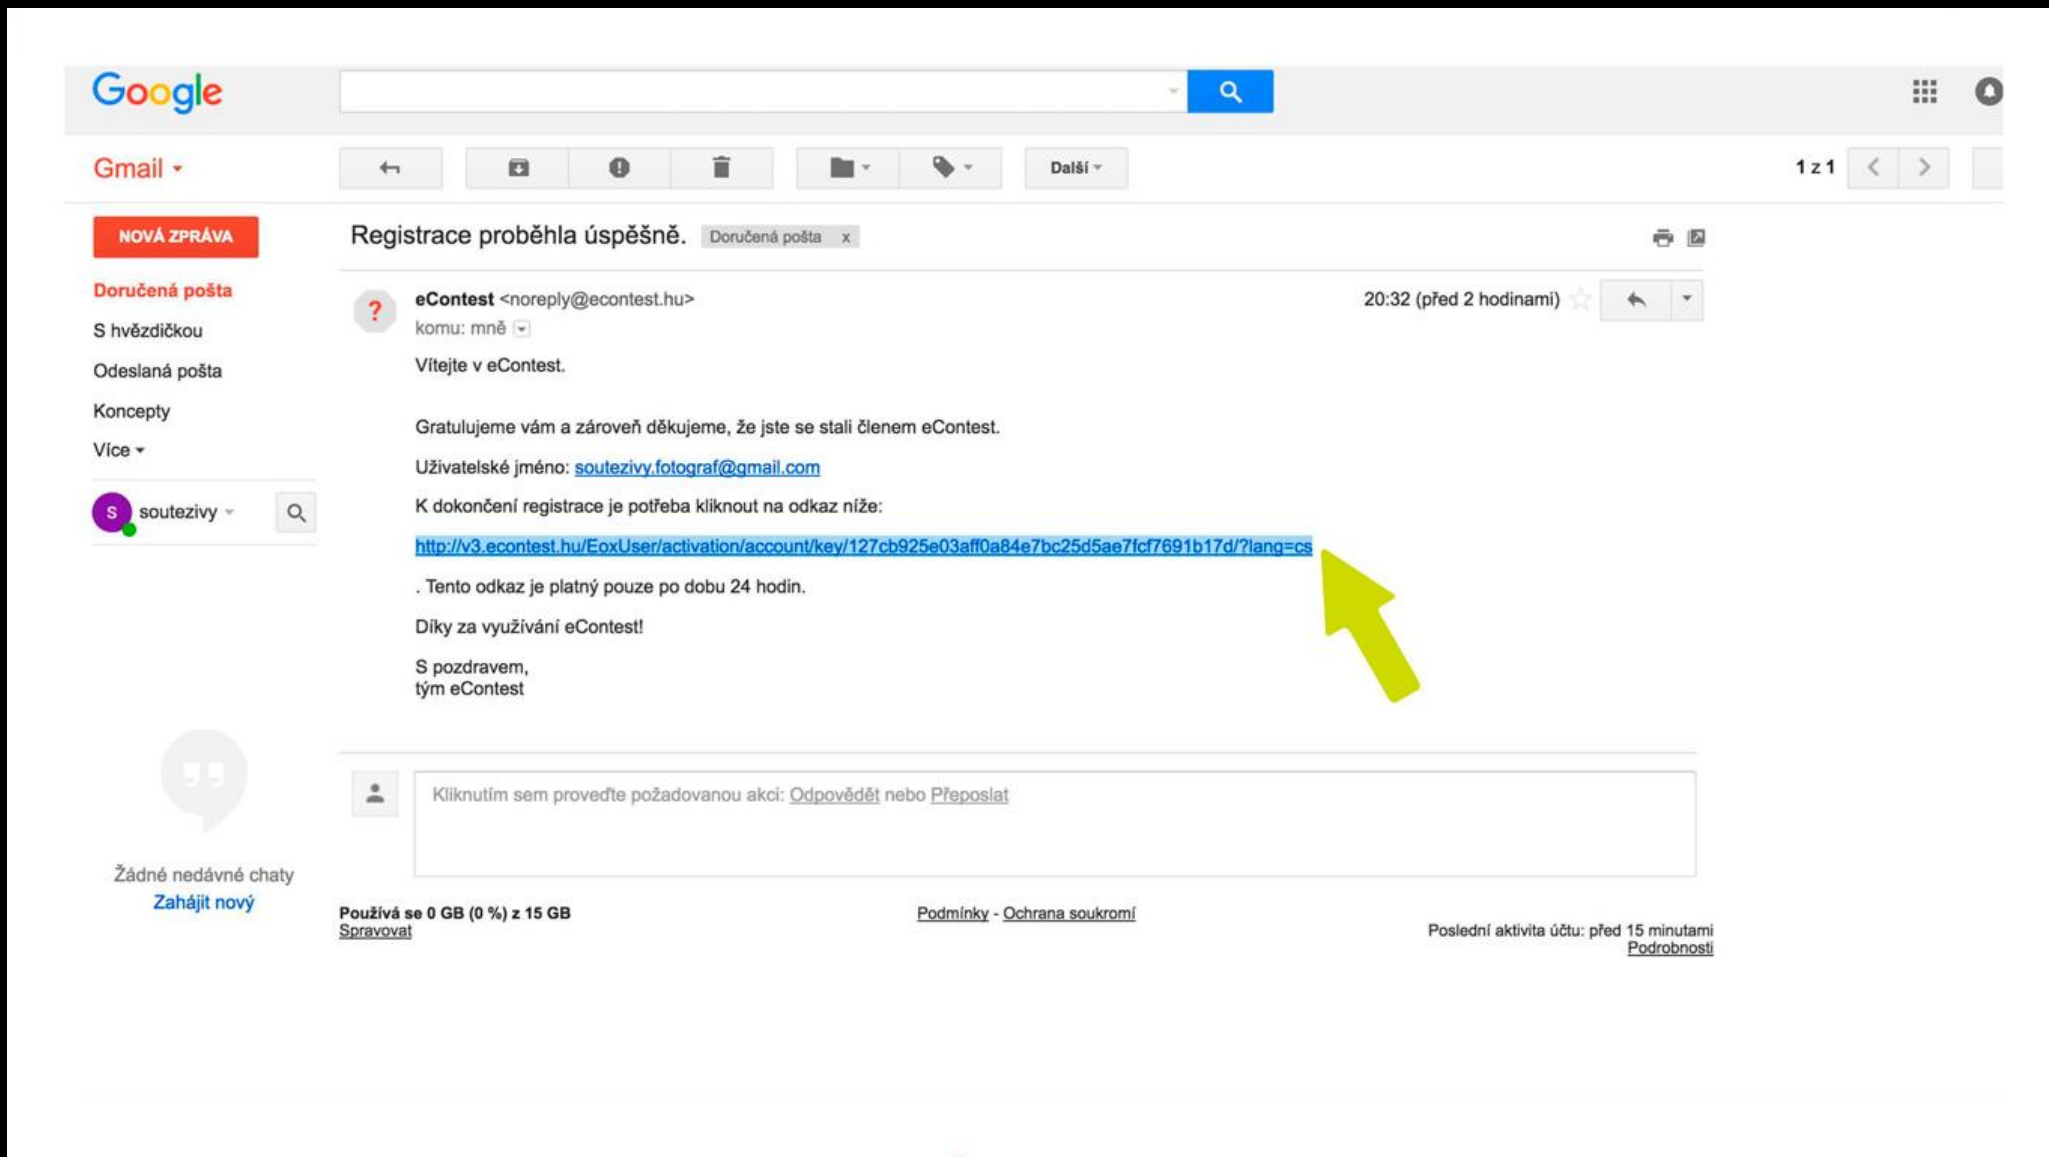 Google
Gmail
Další
1 z 1
NOVÁ ZPRÁVA
Registrace proběhla úspěšně. Doručená pošta x
Doručená pošta
S hvězdičkou
Odeslaná pošta
Koncepty
Více
S soutezivy
?
eContest <noreply@econtest.hu>
20:32 (před 2 hodinami)
komu: mně
Vítejte v eContest.
Gratulujeme vám a zároveň děkujeme, že jste se stali členem eContest.
Uživatelské jméno: soutezivy.fotograf@gmail.com
K dokončení registrace je potřeba kliknout na odkaz níže:
http://v3.econtest.hu/EoxUser/activation/account/key/127cb925e03aff0a84e7bc25d5ae7fcf7691b17d/?lang=cs
. Tento odkaz je platný pouze po dobu 24 hodin.
Díky za využívání eContest!
S pozdravem,
tým eContest
Kliknutím sem proveďte požadovanou akci: Odpovědět nebo Přeposlat
Žádné nedávné chaty
Zahájit nový
Používá se 0 GB (0 %) z 15 GB
Spravovat
Podmínky - Ochrana soukromí
Poslední aktivita účtu: před 15 minutami
Podrobnosti